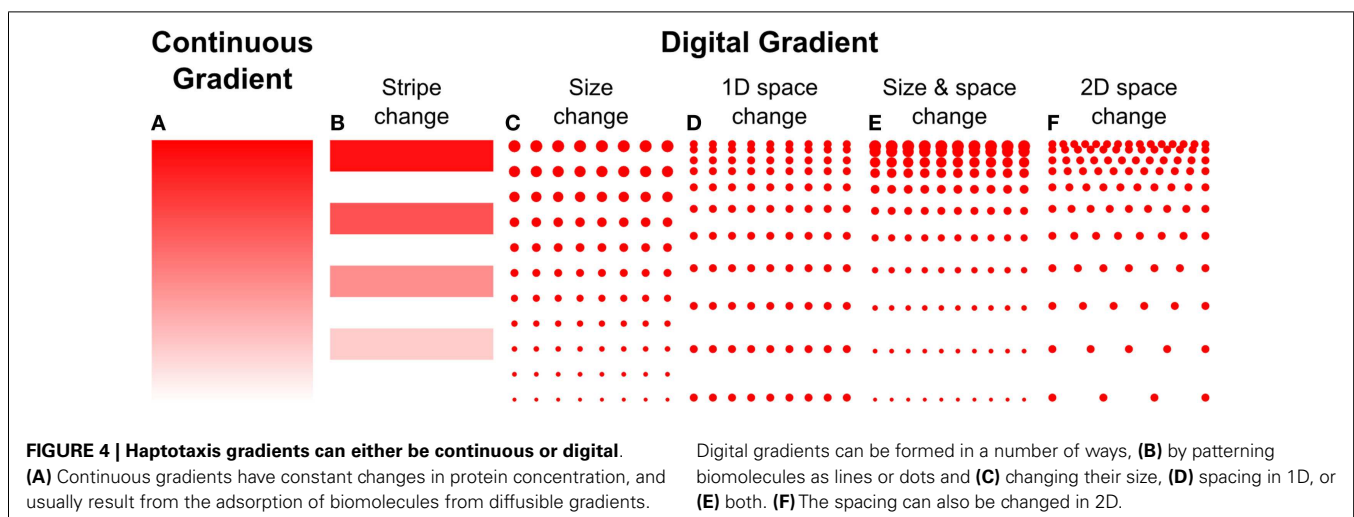 Continuous
Gradient
Digital Gradient
Stripe
change
Size
change
1D space
change
Size & space
change
2D space
change
A
B
C
D
E
F
FIGURE 4 | Haptotaxis gradients can either be continuous or digital.
(A) Continuous gradients have constant changes in protein concentration, and
usually result from the adsorption of biomolecules from diffusible gradients.
Digital gradients can be formed in a number of ways, (B) by patterning
biomolecules as lines or dots and (C) changing their size, (D) spacing in 1D, or
(E) both. (F) The spacing can also be changed in 2D.